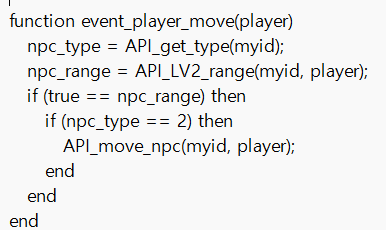 function event_player_move(player)
npc_type = API_get_type(myid);
npc_range = API_LV2_range(myid, player);
if (true == npc_range) then
if (npc_type == 2) then
API_move_npc(myid, player);
end
end
end